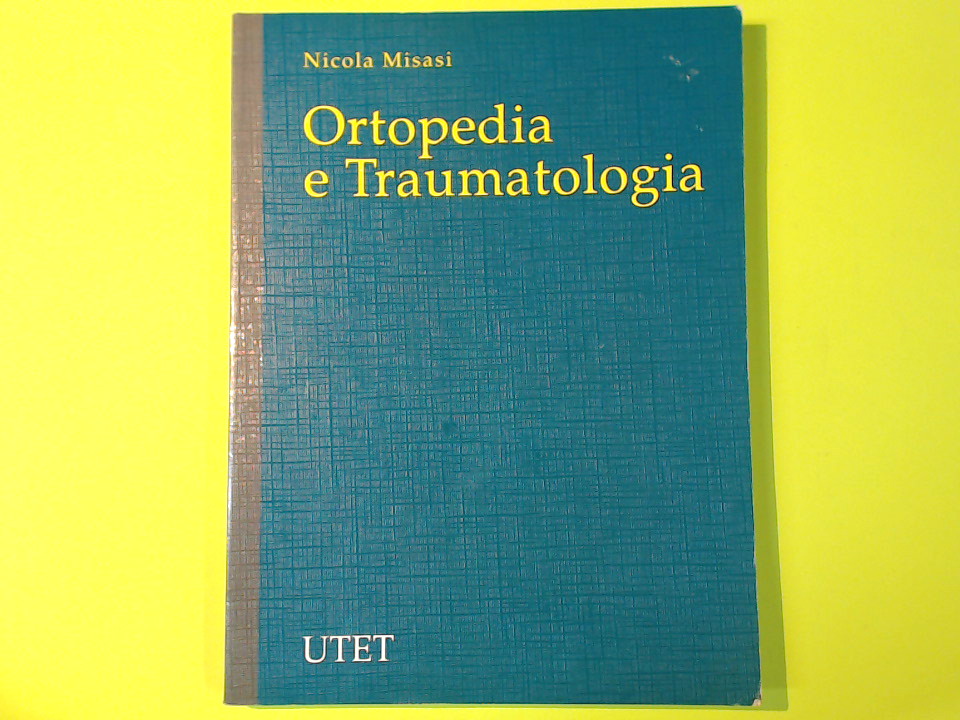 Nicola Misasi
Ortopedia
e Traumatologia
UTET